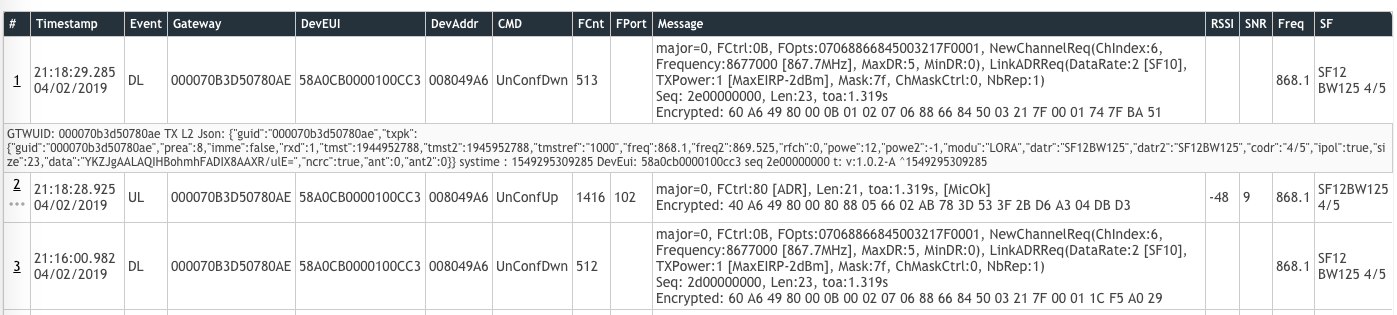 # Timestamp Event Gateway DevEUI DevAddr CMD FCnt FPort Message RSSI SNR Freq SF
1 21:18:29.285 04/02/2019 DL 000070B3D50780AE 58A0CB0000100CC3 008049A6 UnConfDwn 513
major=0, FCtrl:0B, FOpts:07068866845003217F0001, NewChannelReq(ChIndex:6,
Frequency:8677000 [867.7MHz], MaxDR:5, MinDR:0), LinkADRReq(DataRate:2 [SF10],
TXPower:1 [MaxEIRP-2dBm], Mask:7f, ChMaskCtrl:0, NbRep:1)
Seq: 2e00000000, Len:23, toa:1.319s
Encrypted: 60 A6 49 80 00 0B 01 02 07 06 88 66 84 50 03 21 7F 00 01 74 7F BA 51
868.1 SF12 BW125 4/5
GTWUID: 000070b3d50780ae TX L2 Json: {"guid":"000070b3d50780ae","txpk":
{"guid":"000070b3d50780ae","prea":8,"imme":false,"rxd":1,"tmst":1944952788,"tmst2":1945952788,"tmstref":"1000","freq":868.1,"freq2":869.525,"rfch":0,"powe":12,"powe2":-1,"modu":"LORA","datr":"SF12BW125","datr2":"SF12BW125","codr":"4/5","ipol":true,"si
ze":23,"data":"YKZJgAALAQIHBohmhFADIX8AAXR/ulE=","ncrc":true,"ant":0,"ant2":0}} systime : 1549295309285 DevEui: 58a0cb0000100cc3 seq 2e00000000 t: v:1.0.2-A ^1549295309285
2 21:18:28.925 04/02/2019 UL 000070B3D50780AE 58A0CB0000100CC3 008049A6 UnConfUp 1416 102
major=0, FCtrl:80 [ADR], Len:21, toa:1.319s, [MicOk]
Encrypted: 40 A6 49 80 00 80 88 05 66 02 AB 78 3D 53 3F 2B D6 A3 04 DB D3
-48 9 868.1 SF12BW125 4/5
3 21:16:00.982 04/02/2019 DL 000070B3D50780AE 58A0CB0000100CC3 008049A6 UnConfDwn 512
major=0, FCtrl:0B, FOpts:07068866845003217F0001, NewChannelReq(ChIndex:6,
Frequency:8677000 [867.7MHz], MaxDR:5, MinDR:0), LinkADRReq(DataRate:2 [SF10],
TXPower:1 [MaxEIRP-2dBm], Mask:7f, ChMaskCtrl:0, NbRep:1)
Seq: 2d00000000, Len:23, toa:1.319s
Encrypted: 60 A6 49 80 00 0B 00 02 07 06 88 66 84 50 03 21 7F 00 01 1C F5 A0 29
868.1 SF12 BW125 4/5